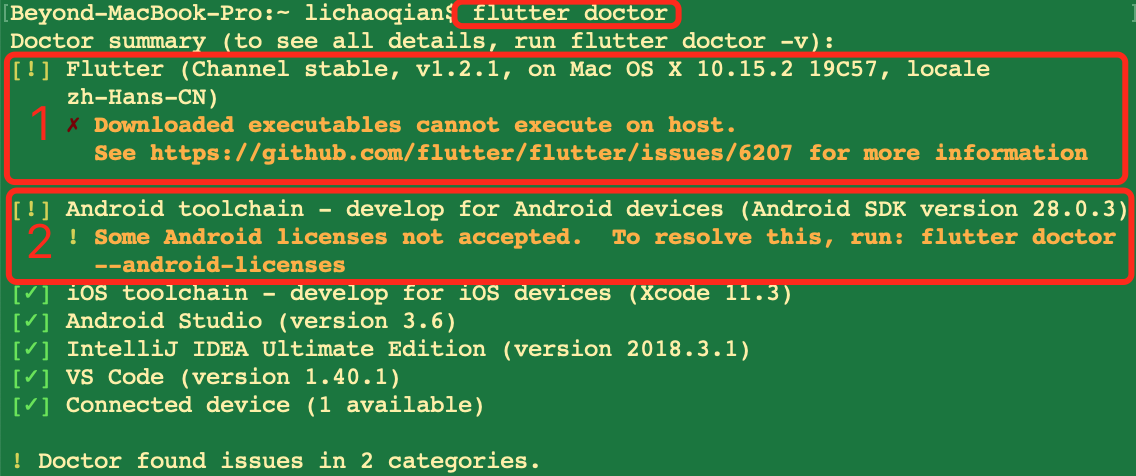 [Beyond-MacBook-Pro:~ lichaoqian$ flutter doctor ]
Doctor summary (to see all details, run flutter doctor -v):
[!] Flutter (Channel stable, v1.2.1, on Mac OS X 10.15.2 19C57, locale
zh-Hans-CN)
1
✗ Downloaded executables cannot execute on host.
See https://github.com/flutter/flutter/issues/6207 for more information
[!] Android toolchain - develop for Android devices (Android SDK version 28.0.3)
2
! Some Android licenses not accepted.  To resolve this, run: flutter doctor
--android-licenses
[✓] iOS toolchain - develop for iOS devices (Xcode 11.3)
[✓] Android Studio (version 3.6)
[✓] IntelliJ IDEA Ultimate Edition (version 2018.3.1)
[✓] VS Code (version 1.40.1)
[✓] Connected device (1 available)
! Doctor found issues in 2 categories.